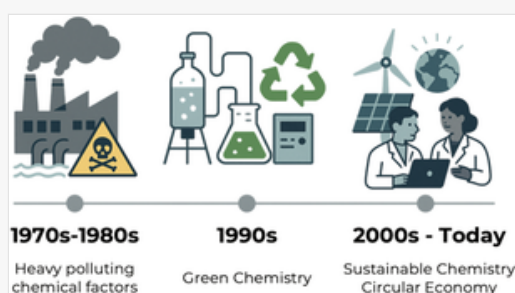 1970s-1980s
Heavy polluting
chemical factors
1990s
Green Chemistry
2000s - Today
Sustainable Chemistry
Circular Economy